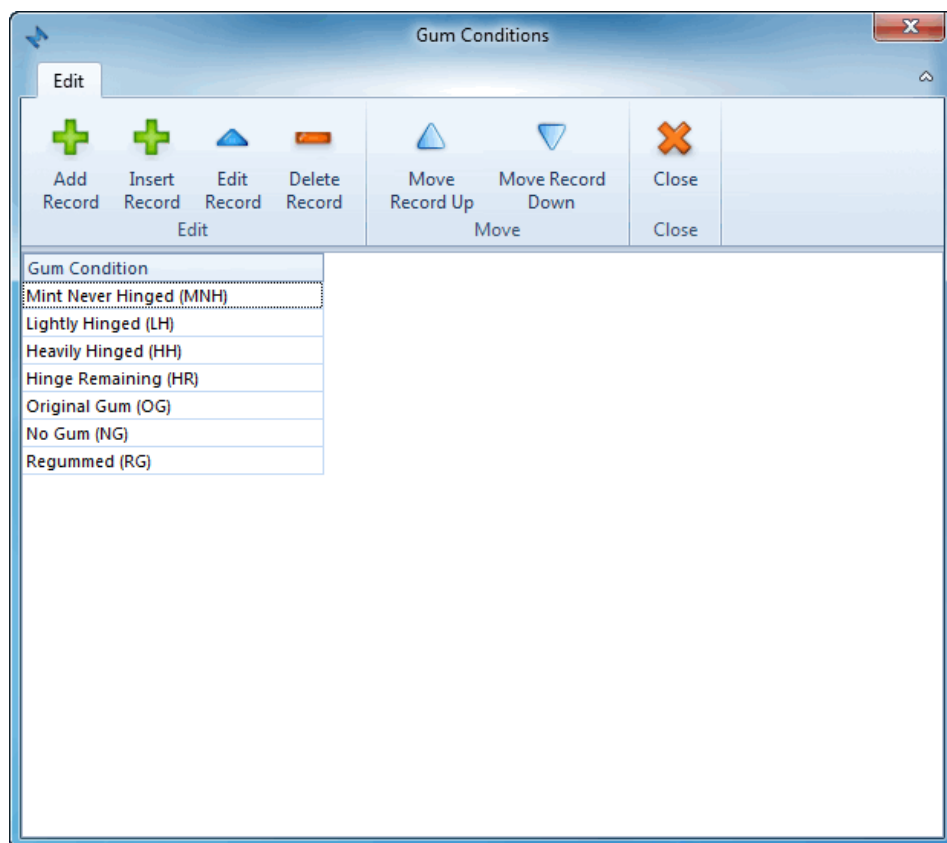 Gum Conditions
Edit
Add Record
Insert Record
Edit Record
Delete Record
Move Record Up
Move Record Down
Close
Edit
Move
Close
Gum Condition
Mint Never Hinged (MNH)
Lightly Hinged (LH)
Heavily Hinged (HH)
Hinge Remaining (HR)
Original Gum (OG)
No Gum (NG)
Regummed (RG)